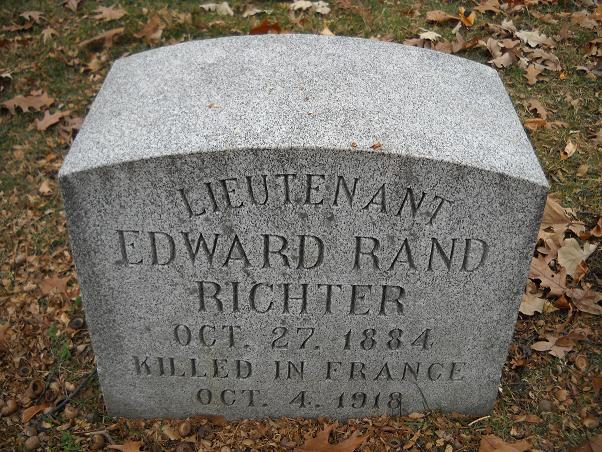 LIEUTENANT
EDWARD RAND
RICHTER
OCT. 27. 1884.
KILLED IN FRANCE
OCT. 4. 1918.